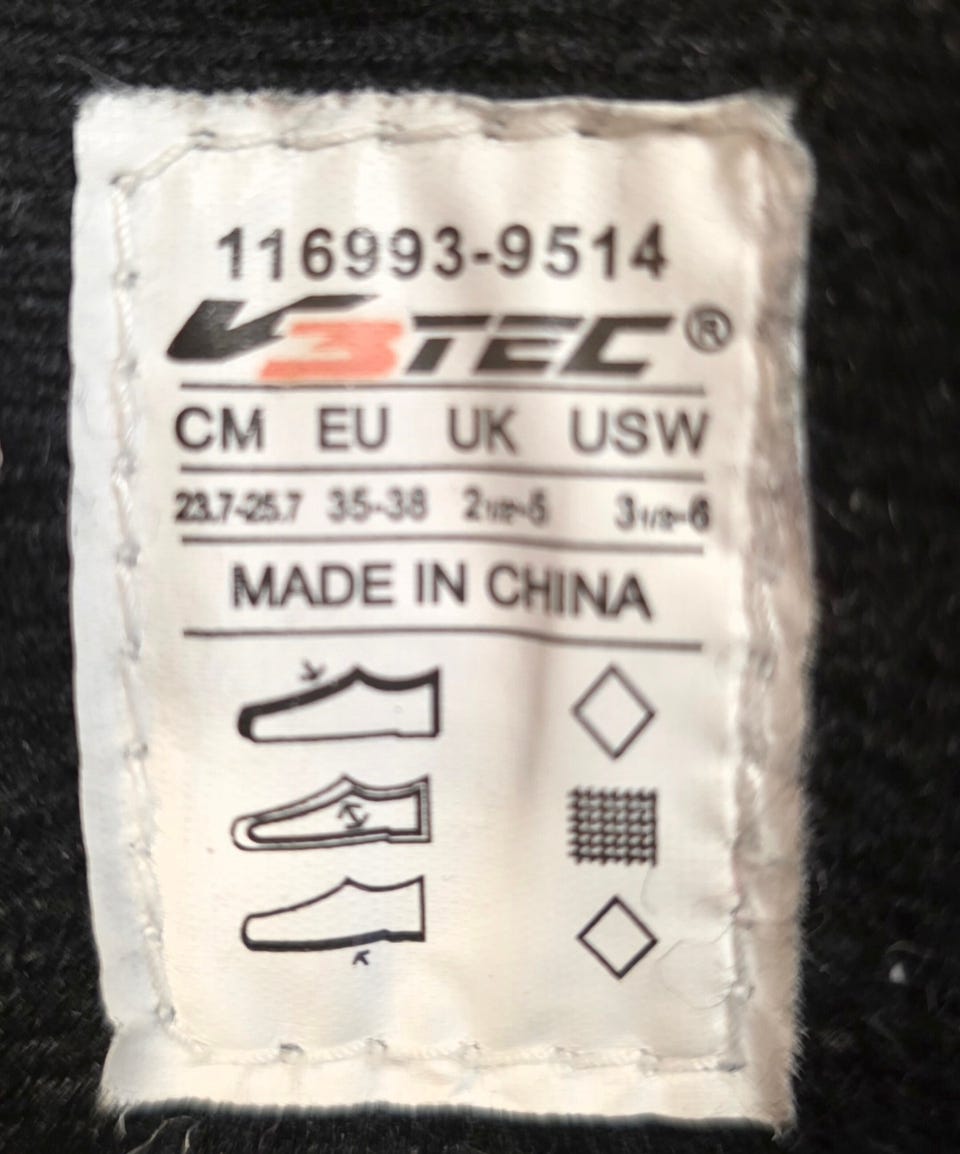 116993-9514
V3TEC®
CM EU UK USW
23.7-25.7 35-38 2 1/2-5 3 1/2-6
MADE IN CHINA